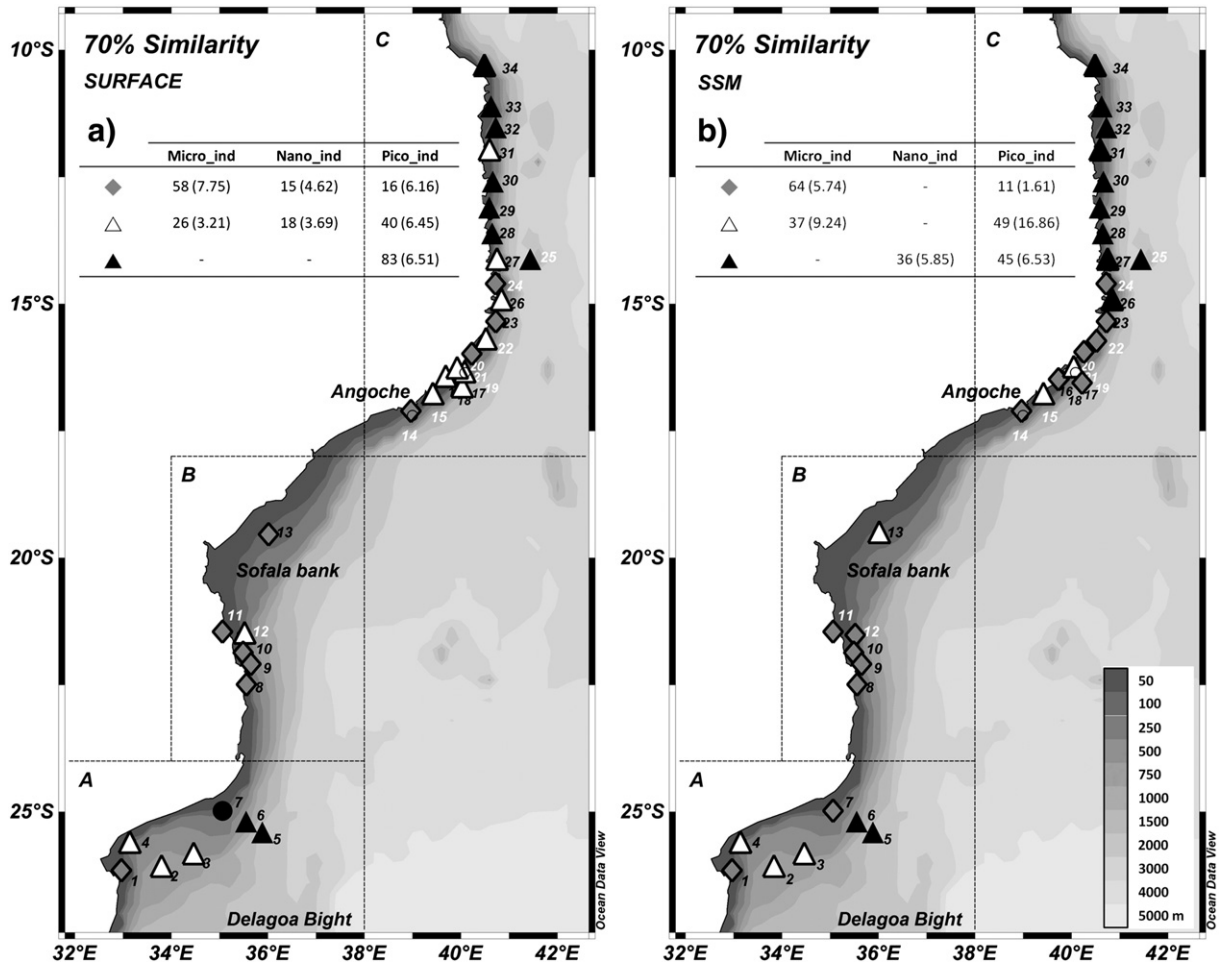 70% Similarity
SURFACE
a)
Micro_ind Nano_ind Pico_ind
58 (7.75) 15 (4.62) 16 (6.16)
26 (3.21) 18 (3.69) 40 (6.45)
- - 83 (6.51)
C
34
33
32
31
30
29
28
27
25
24
26
23
22
20
21
19
17
18
Angoche
15
14
B
13
Sofala bank
11
12
10
9
8
A
7
6
5
4
3
2
1
Delagoa Bight
10°S
15°S
20°S
25°S
32°E 34°E 36°E 38°E 40°E 42°E
Ocean Data View
70% Similarity
SSM
b)
Micro_ind Nano_ind Pico_ind
64 (5.74) - 11 (1.61)
37 (9.24) - 49 (16.86)
- 36 (5.85) 45 (6.53)
C
34
33
32
31
30
29
28
27
25
24
26
23
22
20
19
16
17
18
Angoche
15
14
B
13
Sofala bank
11
12
10
9
8
A
7
6
5
4
3
2
1
Delagoa Bight
50
100
250
500
750
1000
1500
2000
3000
4000
5000 m
32°E 34°E 36°E 38°E 40°E 42°E
Ocean Data View